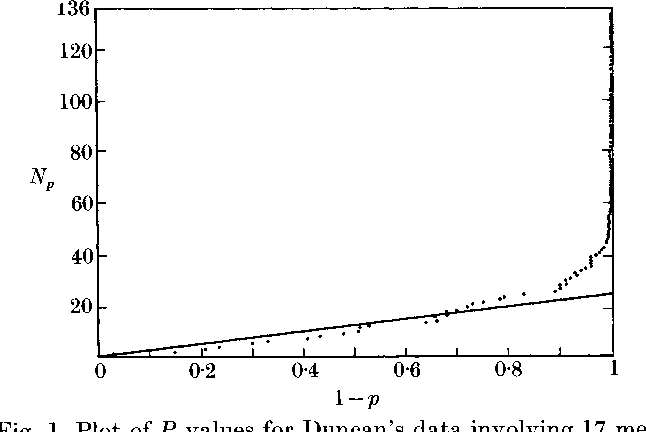 136
120
100
80
N_p
60
40
20
0 0·2 0·4 0·6 0·8 1
1−p
Fig. 1. Plot of P values for Duncan's data involving 17 me